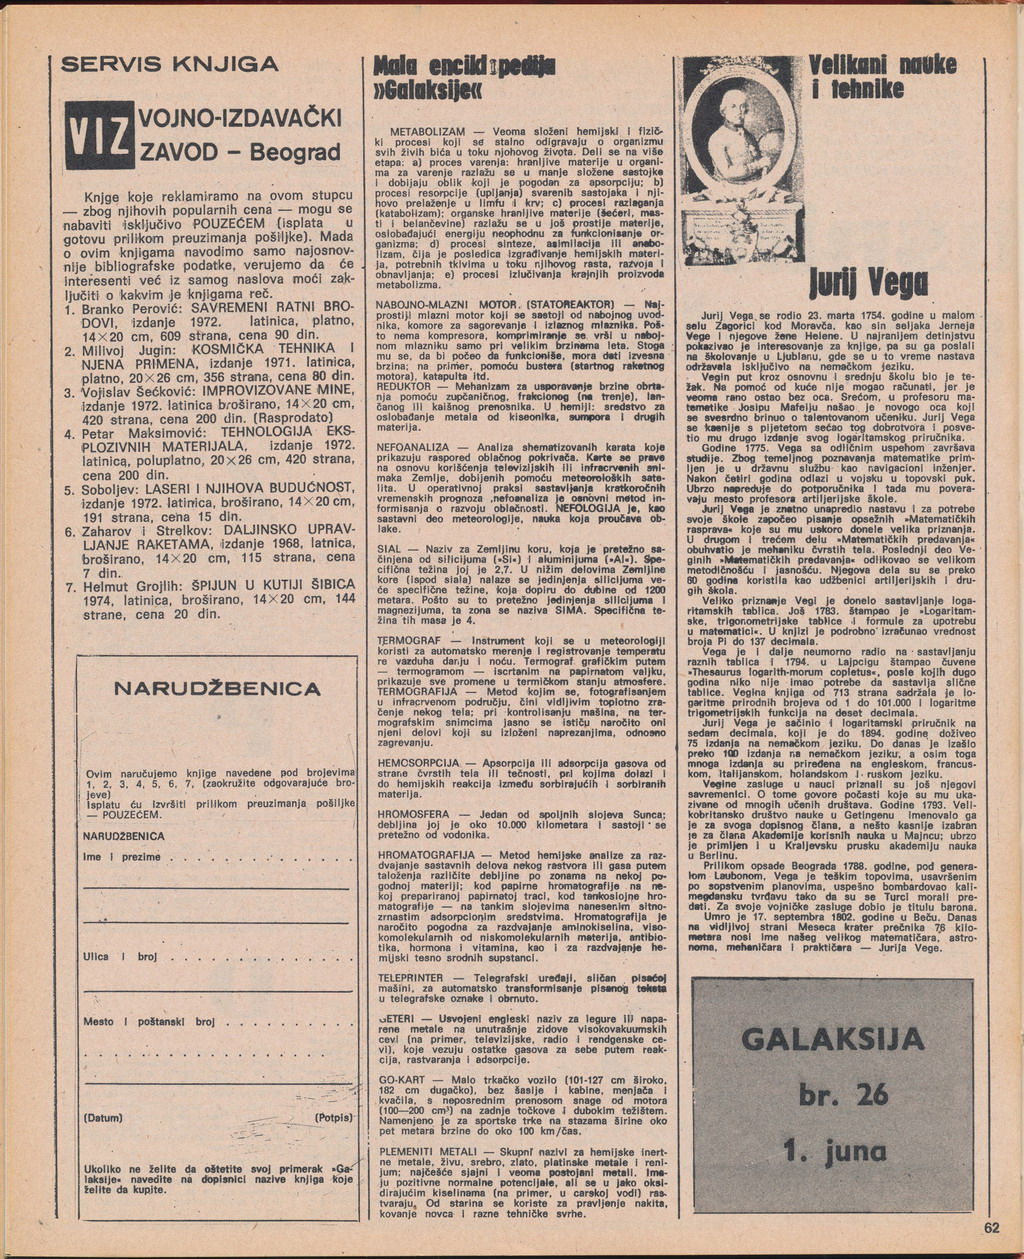 SERVIS KNJIGA
VIZ
VOJNO-IZDAVAČKI
ZAVOD – Beograd
Knjge koje reklamiramo na ovom stupcu
— zbog njihovih popularnih cena — mogu se
nabaviti isključivo POUZEĆEM (isplata u
gotovu prilikom preuzimanja pošiljke). Mada
o ovim knjigama navodimo samo najosnov-
nije bibliografske podatke, verujemo da će
interesenti već iz samog naslova moći zak-
ljučiti o kakvim je knjigama reč.
1. Branko Perović: SAVREMENI RATNI BRO-
DOVI, izdanje 1972. latinica, platno,
14×20 cm, 609 strana, cena 90 din.
2. Milivoj Jugin: KOSMIČKA TEHNIKA I
NJENA PRIMENA, izdanje 1971. latinica,
platno, 20×26 cm, 356 strana, cena 80 din.
3. Vojislav Šećković: IMPROVIZOVANE MINE,
izdanje 1972. latinica broširano, 14×20 cm,
420 strana, cena 200 din. (Rasprodato)
4. Petar Maksimović: TEHNOLOGIJA EKS-
PLOZIVNIH MATERIJALA, izdanje 1972.
latinica, poluplatno, 20×26 cm, 420 strana,
cena 200 din.
5. Soboljev: LASERI I NJIHOVA BUDUĆNOST,
izdanje 1972. latinica, broširano, 14×20 cm,
191 strana, cena 15 din.
6. Zaharov i Strelkov: DALJINSKO UPRAV-
LJANJE RAKETAMA, izdanje 1968, latnica,
broširano, 14×20 cm, 115 strana, cena
7 din.
7. Helmut Grojlih: ŠPIJUN U KUTIJI ŠIBICA
1974, latinica, broširano, 14×20 cm, 144
strane, cena 20 din.
NARUDŽBENICA
Ovim naručujemo knjige navedene pod brojevima
1, 2, 3, 4, 5, 6, 7, (zaokružite odgovarajuće bro-
jeve)
Isplatu ću izvršiti prilikom preuzimanja pošiljke
— POUZEĆEM.
NARUDŽBENICA
Ime i prezime . . . . . . . . . . . . . .
Ulica i broj . . . . . . . . . . . . . . .
Mesto i poštanski broj . . . . . . . . . .
(Datum) (Potpis)
Ukoliko ne želite da oštetite svoj primerak »Ga-
laksije« navedite na dopisnici nazive knjiga koje
želite da kupite.
Mala enciklopedija
»Galaksije«
METABOLIZAM — Veoma složeni hemijski i fizič-
ki procesi koji se stalno odigravaju o organizmu
svih živih bića u toku njohovog života. Deli se na više
etapa: a) proces varenja: hranljive materije u organi-
ma za varenje razlažu se u manje složene sastojke
i dobijaju oblik koji je pogodan za apsorpciju; b)
procesi resorpcije (upijanja) svarenih sastojaka i nji-
hovo prelaženje u limfu i krv; c) procesi razlaganja
(katabolizam); organske hranljive materije (šećeri, mas-
ti i belančevine) razlažu se u još prostije materije,
oslobađajući energiju neophodnu za funkcionisanje or-
ganizma; d) procesi sinteze, asimilacija ili anabo-
lizam, čija je posledica izgrađivanje hemijskih materi-
ja, potrebnih tkivima u toku njihovog rasta, razvoja i
obnavljanja; e) procesi izlučivanja krajnjih proizvoda
metabolizma.
NABOJNO-MLAZNI MOTOR. (STATOREAKTOR) — Naj-
prostiji mlazni motor koji se sastoji od nabojnog uvod-
nika, komore za sagorevanje i izlaznog mlaznika. Poš-
to nema kompresora, komprimiranje se vrši u naboj-
nom mlazniku samo pri velikim brzinama leta. Stoga
mu se, da bi počeo da funkcioniše, mora dati izvesna
brzina; na primer, pomoću bustera (startnog raketnog
motora), katapulta itd.
REDUKTOR — Mehanizam za usporavanje brzine obrta-
nja pomoću zupčaničnog, frakcionog (na trenje), lan-
čanog ili kaišnog prenosnika. U hemiji: sredstvo za
oslobađanje metala od kiseonika, sumpora i drugih
materija.
NEFOANALIZA — Analiza shematizovanih karata koje
prikazuju raspored oblačnog pokrivača. Karte se prave
na osnovu korišćenja televizijskih ili infracrvenih sni-
maka Zemlje, dobijenih pomoću meteoroloških sate-
lita. U operativnoj praksi sastavljanja kratkoročnih
vremenskih prognoza nefoanaliza je osnovni metod in-
formisanja o razvoju oblačnosti. NEFOLOGIJA je, kao
sastavni deo meteorologije, nauka koja proučava ob-
lake.
SIAL — Naziv za Zemljinu koru, koja je pretežno sa-
činjena od silicijuma (»Si«) i aluminijuma (»Al«). Spe-
cifična težina joj je 2,7. U nižim delovima Zemljine
kore (ispod siala) nalaze se jedinjenja silicijuma ve-
će specifične težine, koja dopiru do dubine od 1200
metara. Pošto su to pretežno jedinjenja silicijuma i
magnezijuma, ta zona se naziva SIMA. Specifična te-
žina tih masa je 4.
TERMOGRAF — Instrument koji se u meteorologiji
koristi za automatsko merenje i registrovanje temperatu
re vazduha danju i noću. Termograf grafičkim putem
— termogramom — iscrtanim na papirnatom valjku,
prikazuje sve promene u termičkom stanju atmosfere.
TERMOGRAFIJA — Metod kojim se, fotografisanjem
u infracrvenom području, čini vidljivim toplotno zra-
čenje nekog tela; pri kontrolisanju mašina, na ter-
mografskim snimcima jasno se ističu naročito oni
njeni delovi koji su izloženi naprezanjima, odnosno
zagrevanju.
HEMOSORPCIJA — Apsorpcija ili adsorpcija gasova od
strane čvrstih tela ili tečnosti, pri kojima dolazi i
do hemijskih reakcija između sorbirajućih i sorbiranih
materija.
HROMOSFERA — Jedan od spoljnih slojeva Sunca;
debljina joj je oko 10.000 kilometara i sastoji se
pretežno od vodonika.
HROMATOGRAFIJA — Metod hemijske analize za raz-
dvajanje sastavnih delova nekog rastvora ili gasa putem
taloženja različite debljine po zonama na nekoj po-
godnoj materiji; kod papirne hromatografije na ne-
koj prepariranoj papirnatoj traci, kod tankoslojne hro-
matografije — na tankim slojevima nanesenim sitno-
zrnastim adsorpcionim sredstvima. Hromatografija je
naročito pogodna za razdvajanje aminokiselina, viso-
komolekularnih od niskomolekularnih materija, antibio-
tika, hormona i vitamina, kao i za razdvajanje he-
mijski tesno srodnih supstanci.
TELEPRINTER — Telegrafski uređaji, sličan pisaćoj
mašini, za automatsko transformisanje pisanog teksta
u telegrafske oznake i obrnuto.
GETERI — Usvojeni engleski naziv za legure ili napa-
rene metale na unutrašnje zidove visokovakuumskih
cevi (na primer, televizijske, radio i rendgenske ce-
vi), koje vezuju ostatke gasova za sebe putem reak-
cija, rastvaranja i adsorpcije.
GO-KART — Malo trkačko vozilo (101-127 cm široko,
182 cm dugačko), bez šasije i kabine, menjača i
kvačila, s neposrednim prenosom snage od motora
(100—200 cm³) na zadnje točkove i dubokim težištem.
Namenjeno je za sportske trke na stazama širine oko
pet metara brzine do oko 100 km/čas.
PLEMENITI METALI — Skupni nazivi za hemijske inert-
ne metale, živu, srebro, zlato, platinske metale i reni-
jum; najčešće sjajni i veoma postojani metali. Ima-
ju pozitivne normalne potencijale, ali se u jako oksi-
dirajućim kiselinama (na primer, u carskoj vodi) ras-
tvaraju. Od starina se koriste za pravljenje nakita,
kovanje novca i razne tehničke svrhe.
Velikani nauke
i tehnike
Jurij Vega
Jurij Vega se rodio 23. marta 1754. godine u malom
selu Zagorici kod Moravča, kao sin seljaka Jerneja
Vege i njegove žene Helene. U najranjem detinjstvu
pokazivao je interesovanje za knjige, pa su ga poslali
na školovanje u Ljublanu, gde se u to vreme nastava
održavala isključivo na nemačkom jeziku.
Vegin put kroz osnovnu i srednju školu bio je te-
žak. Na pomoć od kuće nije mogao računati, jer je
veoma rano ostao bez oca. Srećom, u profesoru ma-
tematike Josipu Mafelju našao je novogo oca koji
se svesrdno brinuo o talentovanom učeniku. Jurij Vega
se kasnije s pijetetom sećao tog dobrotvora i posve-
tio mu drugo izdanje svog logaritamskog priručnika.
Godine 1775. Vega sa odličnim uspehom završava
studije. Zbog temeljnog poznavanja matematike prim-
ljen je u državnu službu kao navigacioni inženjer.
Nakon četiri godina odlazi u vojsku u topovski puk.
Ubrzo napreduje do potporučnika i tada mu povera-
vaju mesto profesora artiljerijske škole.
Jurij Vega je znatno unapredio nastavu i za potrebe
svoje škole započeo pisanje opsežnih »Matematičkih
rasprava« koje su mu uskoro donele velika priznanja.
U drugom i trećem delu »Matematičkih predavanja«
obuhvatio je mehaniku čvrstih tela. Poslednji deo Ve-
ginih »Matematičkih predavanja« odlikovao se velikom
metodičnošću i jasnošću. Njegova dela su se preko
60 godina koristila kao udžbenici artiljerijskih i dru-
gih škola.
Veliko priznanje Vegi je donelo sastavljanje loga-
ritamskih tablica. Još 1783. štampao je »Logaritam-
ske, trigonometrijske tablice i formule za upotrebu
u matematici«. U knjizi je podrobno izračunao vrednost
broja Pi do 137 decimala.
Vega je i dalje neumorno radio na sastavljanju
raznih tablica i 1794. u Lajpcigu štampao čuvene
»Thesaurus logarith-morum copletus«, posle kojih dugo
godina niko nije imao potrebe da sastavlja slične
tablice. Vegina knjiga od 713 strana sadržala je lo-
garitme prirodnih brojeva od 1 do 101.000 i logaritme
trigometrijskih funkcija na deset decimala.
Jurij Vega je sačinio i logaritamski priručnik na
sedam decimala, koji je do 1894. godine doživeo
75 izdanja na nemačkom jeziku. Do danas je izašlo
preko 100 izdanja na nemačkom jeziku, a osim toga
mnoga izdanja su priređena na engleskom, francus-
kom, italijanskom, holandskom i ruskom jeziku.
Vegine zasluge u nauci priznali su još njegovi
savremenici. O tome govore počasti koje su mu uka-
zivane od mnogih učenih društava. Godine 1793. Veli-
kobritansko društvo nauke u Getingenu imenovalo ga
je za svoga dopisnog člana, a nešto kasnije izabran
je za člana Akademije korisnih nauka u Majncu; ubrzo
je primljen i u Kraljevsku prusku akademiju nauka
u Berlinu.
Prilikom opsade Beograda 1788. godine, pod genera-
lom Laubonom, Vega je teškim topovima, usavršenim
po sopstvenim planovima, uspešno bombardovao kali-
megdansku tvrđavu tako da su se Turci morali pre-
dati. Za svoje vojničke zasluge dobio je titulu barona.
Umro je 17. septembra 1802. godine u Beču. Danas
na vidljivoj strani Meseca krater prečnika 76 kilo-
metara nosi ime našeg velikog matematičara, astro-
noma, mehaničara i praktičara — Jurija Vege.
GALAKSIJA
br. 26
1. juna
62